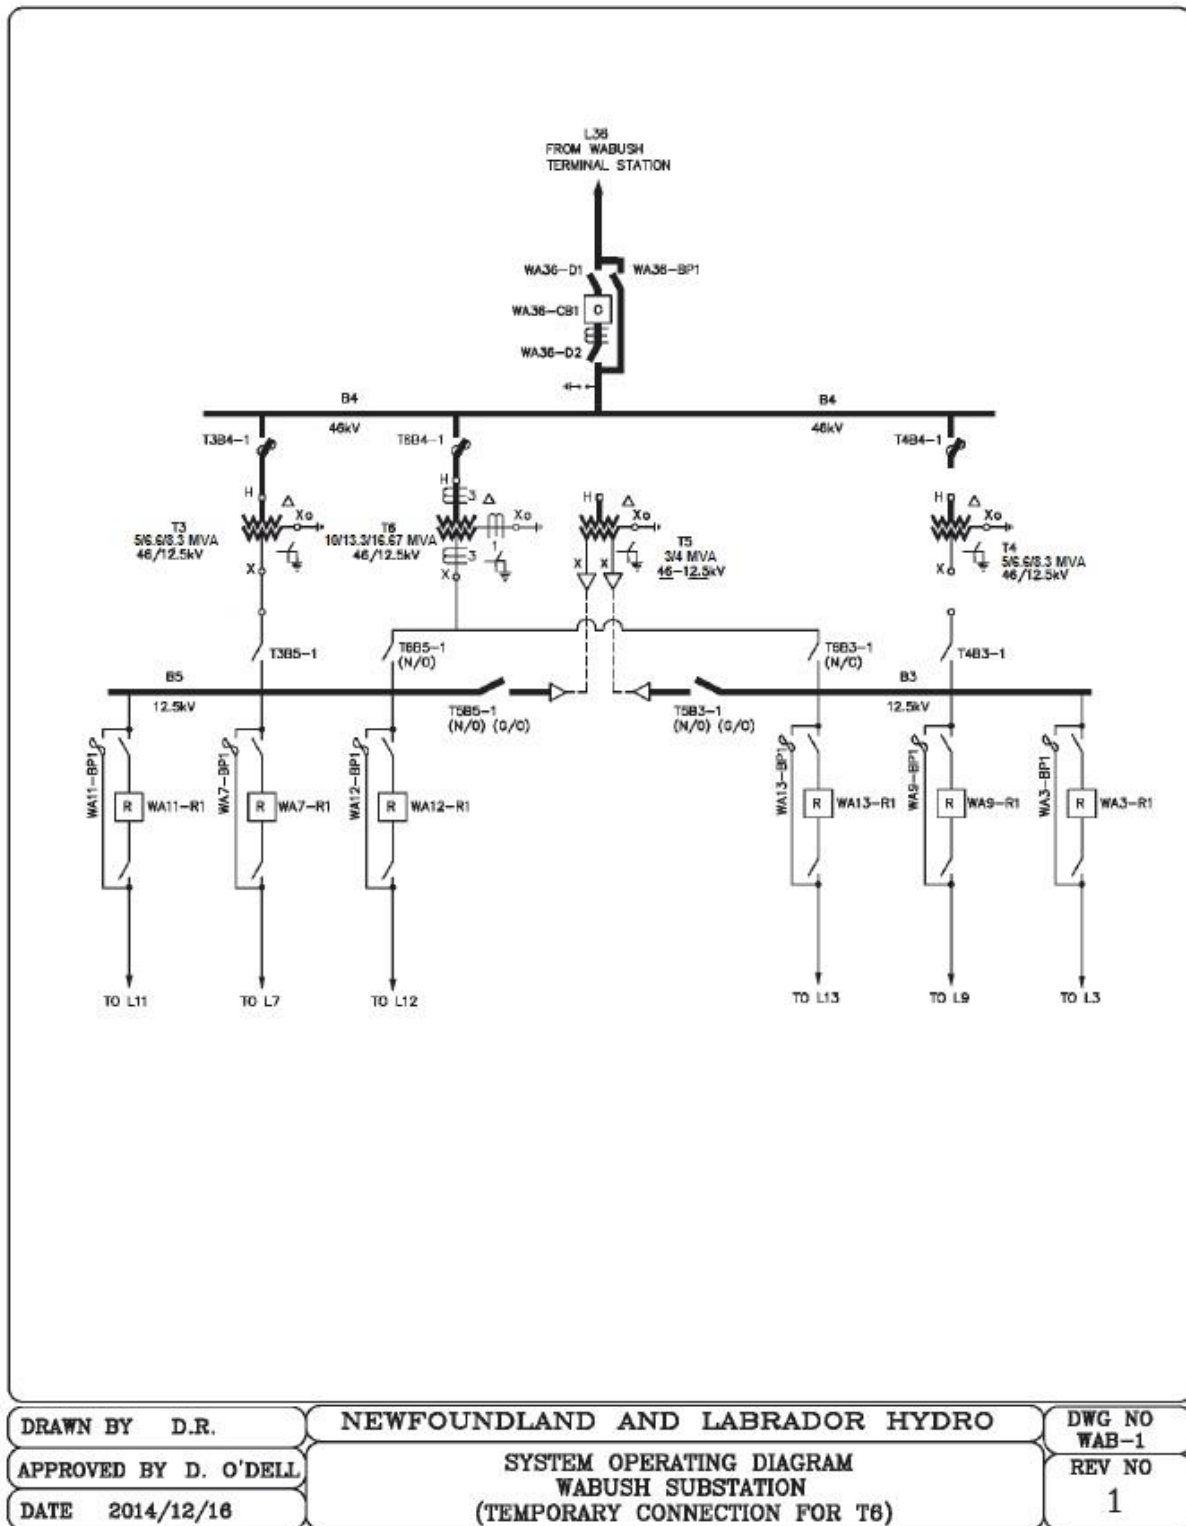 L36
FROM WABUSH
TERMINAL STATION
WA36-D1
WA36-BP1
WA36-CB1
O
WA36-D2
B4
B4
46kV
46kV
T3B4-1
T6B4-1
T4B4-1
H
H
3
H
H
Xo
Xo
Xo
Xo
T3
5/6.6/8.3 MVA
46/12.5kV
T6
10/13.3/16.67 MVA
46/12.5kV
1
3
T5
3/4 MVA
46-12.5kV
T4
5/6.6/8.3 MVA
46/12.5kV
X
X
X
X
X
T3B5-1
T6B5-1
(N/O)
T6B3-1
(N/O)
T4B3-1
B5
12.5kV
T5B5-1
(N/O) (G/O)
T5B3-1
(N/O) (G/O)
B3
12.5kV
WA11-BP1
R
WA11-R1
WA7-BP1
R
WA7-R1
WA12-BP1
R
WA12-R1
WA13-BP1
R
WA13-R1
WA9-BP1
R
WA9-R1
WA3-BP1
R
WA3-R1
TO L11
TO L7
TO L12
TO L13
TO L9
TO L3
DRAWN BY D.R.
APPROVED BY D. O'DELL
DATE 2014/12/16
NEWFOUNDLAND AND LABRADOR HYDRO
SYSTEM OPERATING DIAGRAM
WABUSH SUBSTATION
(TEMPORARY CONNECTION FOR T6)
DWG NO
WAB-1
REV NO
1